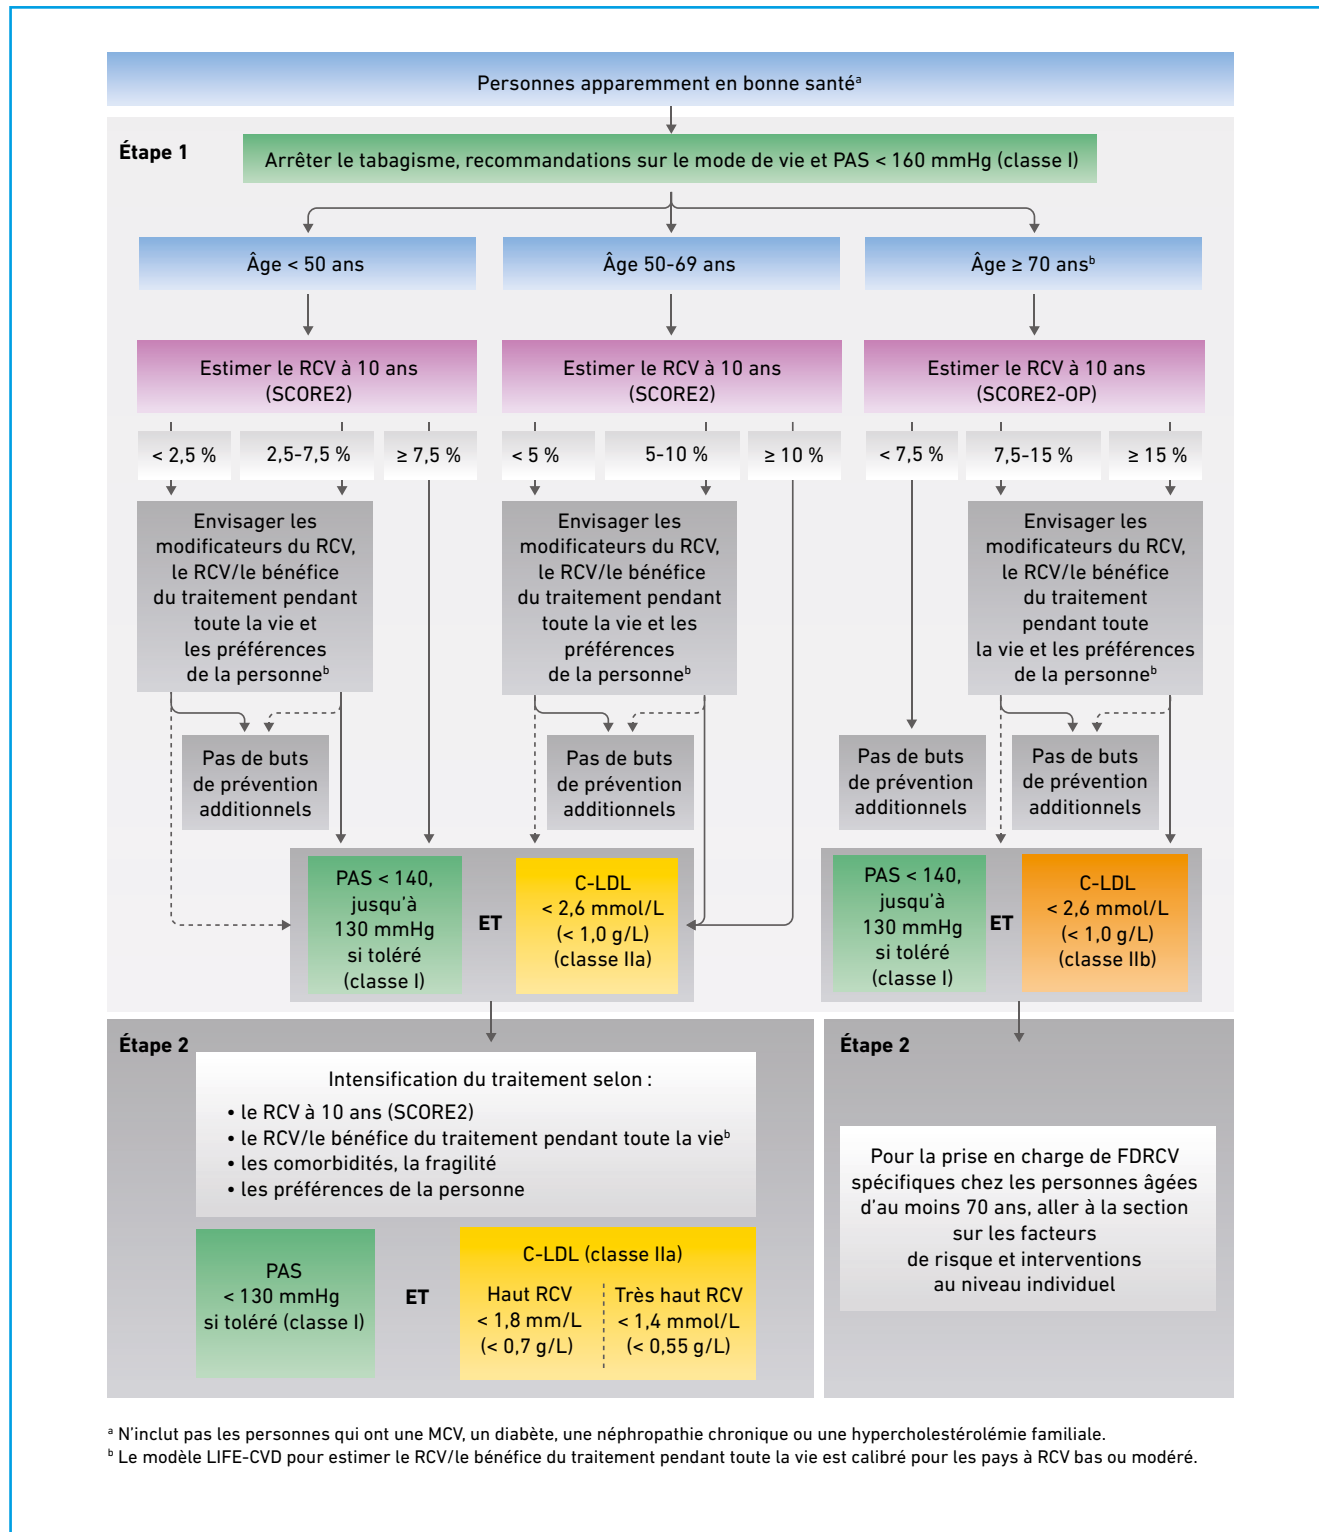 Personnes apparemment en bonne santéᵃ
Étape 1
Arrêter le tabagisme, recommandations sur le mode de vie et PAS < 160 mmHg (classe I)
Âge < 50 ans
Âge 50-69 ans
Âge ≥ 70 ansᵇ
Estimer le RCV à 10 ans
(SCORE2)
Estimer le RCV à 10 ans
(SCORE2)
Estimer le RCV à 10 ans
(SCORE2-OP)
< 2,5 %
2,5-7,5 %
≥ 7,5 %
< 5 %
5-10 %
≥ 10 %
< 7,5 %
7,5-15 %
≥ 15 %
Envisager les
modificateurs du RCV,
le RCV/le bénéfice
du traitement pendant
toute la vie et
les préférences
de la personneᵇ
Envisager les
modificateurs du RCV,
le RCV/le bénéfice
du traitement pendant
toute la vie et les
préférences
de la personneᵇ
Envisager les
modificateurs du RCV,
le RCV/le bénéfice
du traitement
pendant toute
la vie et les préférences
de la personneᵇ
Pas de buts
de prévention
additionnels
Pas de buts
de prévention
additionnels
Pas de buts
de prévention
additionnels
Pas de buts
de prévention
additionnels
PAS < 140,
jusqu’à
130 mmHg
si toléré
(classe I)
ET
C-LDL
< 2,6 mmol/L
(< 1,0 g/L)
(classe IIa)
PAS < 140,
jusqu’à
130 mmHg
si toléré
(classe I)
ET
C-LDL
< 2,6 mmol/L
(< 1,0 g/L)
(classe IIb)
Étape 2
Intensification du traitement selon :
• le RCV à 10 ans (SCORE2)
• le RCV/le bénéfice du traitement pendant toute la vieᵇ
• les comorbidités, la fragilité
• les préférences de la personne
PAS
< 130 mmHg
si toléré (classe I)
ET
C-LDL (classe IIa)
Haut RCV
< 1,8 mm/L
(< 0,7 g/L)
Très haut RCV
< 1,4 mmol/L
(< 0,55 g/L)
Étape 2
Pour la prise en charge de FDRCV
spécifiques chez les personnes âgées
d’au moins 70 ans, aller à la section
sur les facteurs
de risque et interventions
au niveau individuel
ᵃ N’inclut pas les personnes qui ont une MCV, un diabète, une néphropathie chronique ou une hypercholestérolémie familiale.
ᵇ Le modèle LIFE-CVD pour estimer le RCV/le bénéfice du traitement pendant toute la vie est calibré pour les pays à RCV bas ou modéré.